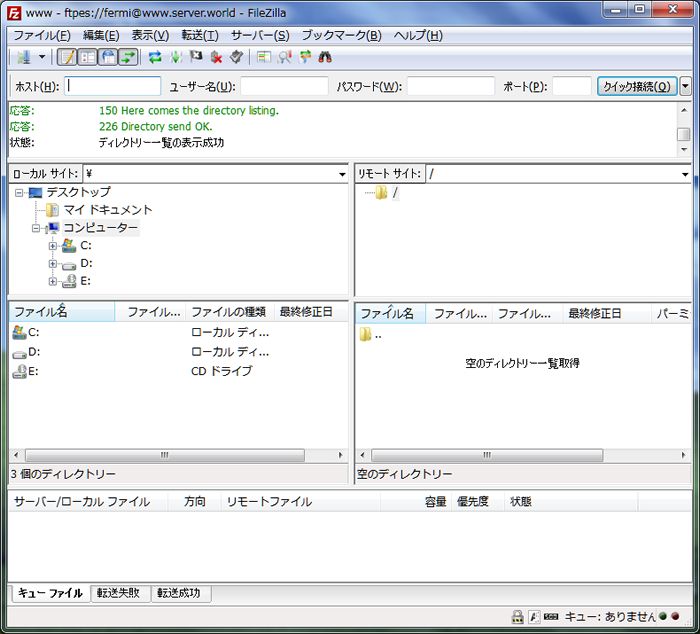 www - ftpes://fermi@www.server.world - FileZilla
ファイル(F) 編集(E) 表示(V) 転送(T) サーバー(S) ブックマーク(B) ヘルプ(H)
ホスト(H): ユーザー名(U): パスワード(W): ポート(P): クイック接続(Q)
応答: 150 Here comes the directory listing.
応答: 226 Directory send OK.
状態: ディレクトリー一覧の表示成功
ローカル サイト: ¥
リモート サイト: /
デスクトップ
マイ ドキュメント
コンピューター
C:
D:
E:
/
ファイル名 ファイル... ファイルの種類 最終修正日
C: ローカル ディ...
D: ローカル ディ...
E: CD ドライブ
3 個のディレクトリー
ファイル名 ファイル... ファイル... 最終修正日 パーミ
..
空のディレクトリー一覧取得
空のディレクトリー
サーバー/ローカル ファイル 方向 リモートファイル 容量 優先度 状態
キュー ファイル 転送失敗 転送成功
キュー: ありません